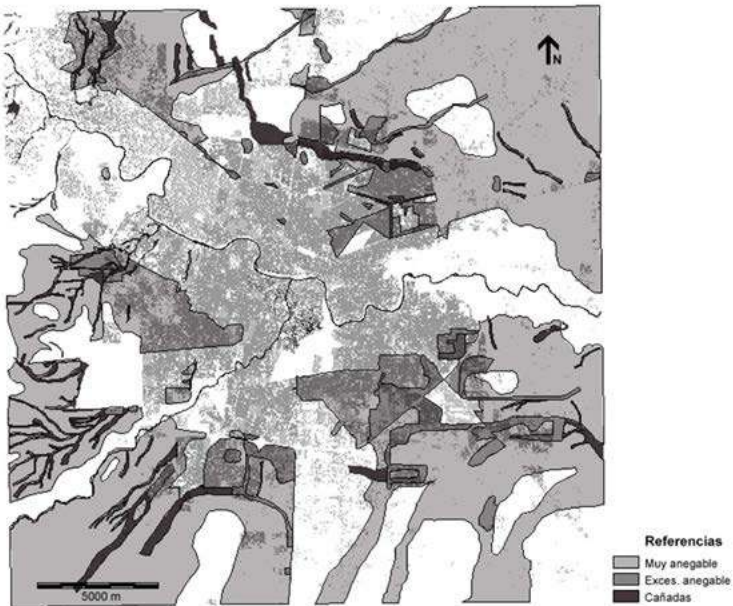 N
5000 m
Referencias
Muy anegable
Exces. anegable
Cañadas